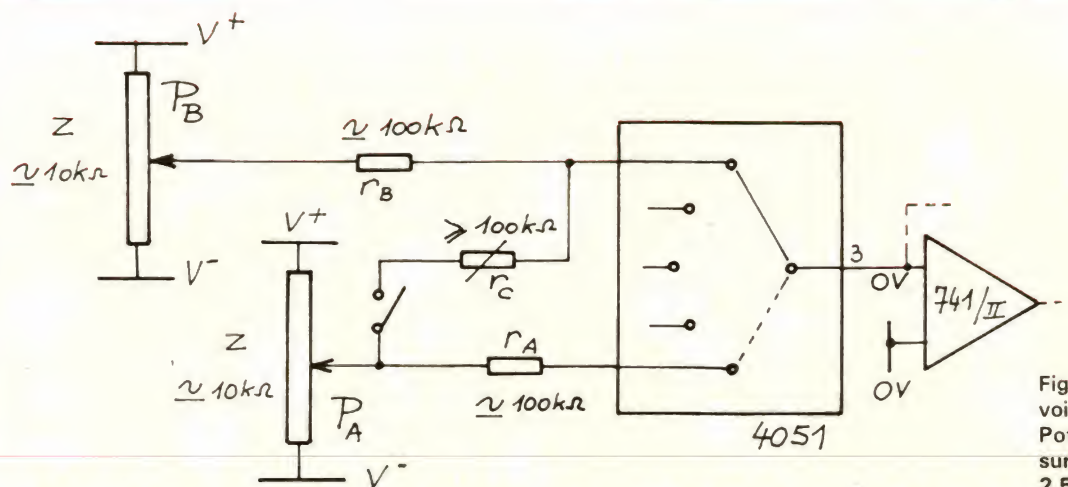 V+
P_B
Z
≃ 10kΩ
V-
≃ 100kΩ
r_B
V+
⩾ 100kΩ
r_C
Z
≃ 10kΩ
P_A
V-
r_A
≃ 100kΩ
4051
3
0V
741/II
0V
Fig
voi
Pot
sur